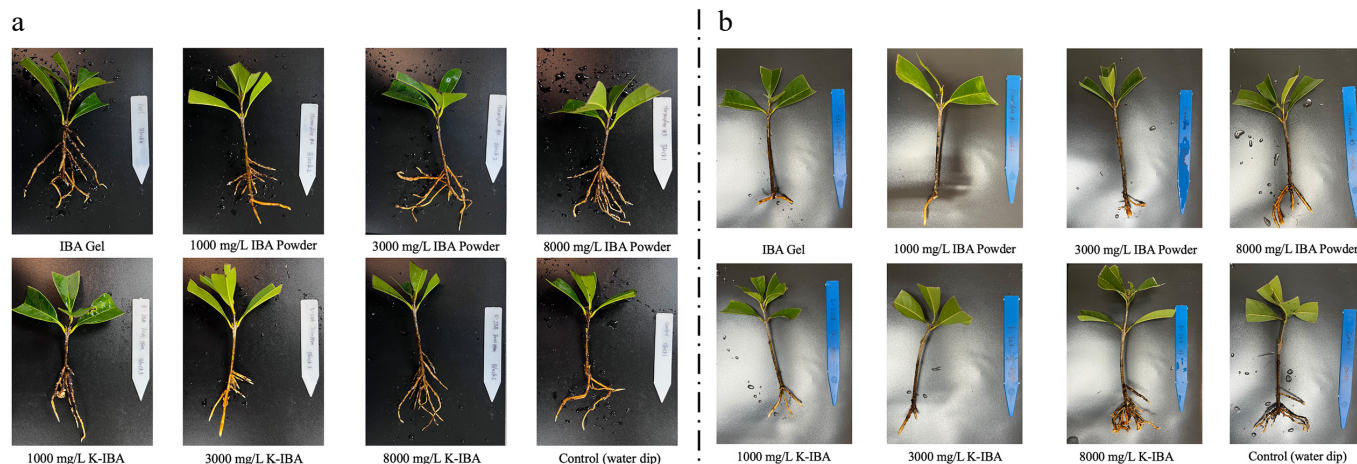 a
b
IBA Gel
1000 mg/L IBA Powder
3000 mg/L IBA Powder
8000 mg/L IBA Powder
IBA Gel
1000 mg/L IBA Powder
3000 mg/L IBA Powder
8000 mg/L IBA Powder
1000 mg/L K-IBA
3000 mg/L K-IBA
8000 mg/L K-IBA
Control (water dip)
1000 mg/L K-IBA
3000 mg/L K-IBA
8000 mg/L K-IBA
Control (water dip)